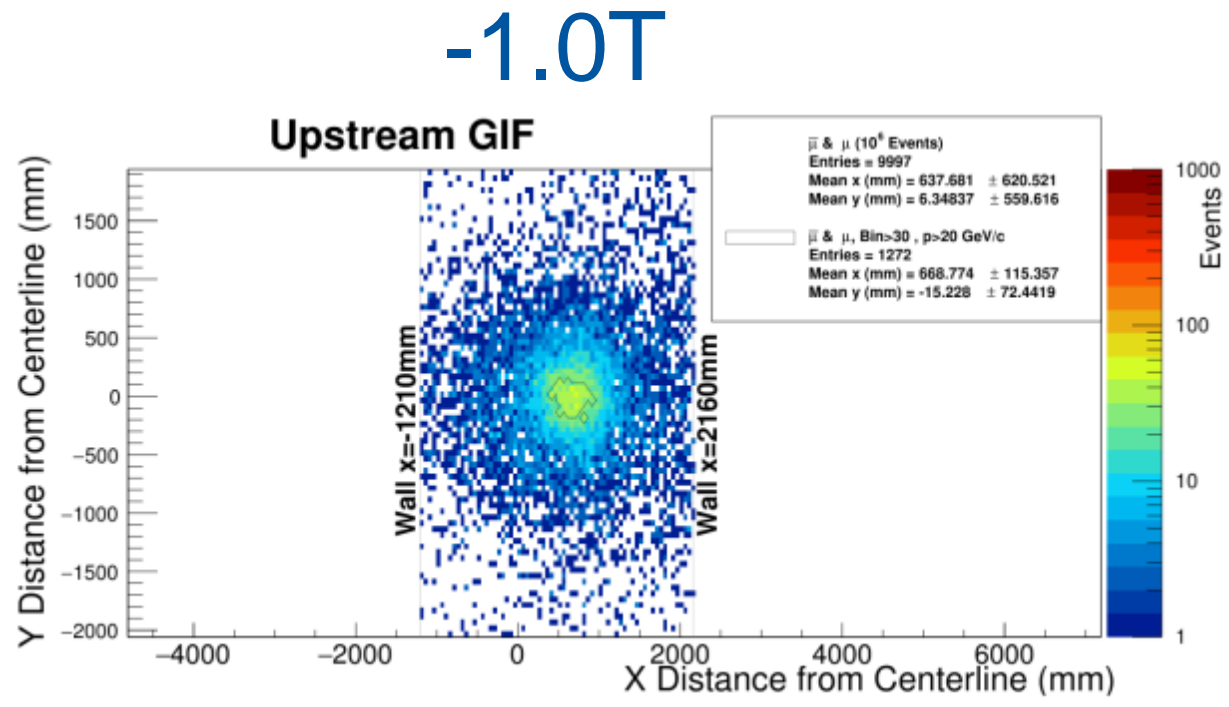 -1.0T
Upstream GIF
μ̅ & μ (10⁶ Events)
Entries = 9997
Mean x (mm) = 637.681 ± 620.521
Mean y (mm) = 6.34837 ± 559.616
μ̅ & μ, Bin>30 , p>20 GeV/c
Entries = 1272
Mean x (mm) = 668.774 ± 115.357
Mean y (mm) = -15.228 ± 72.4419
Y Distance from Centerline (mm)
1500
1000
500
0
−500
−1000
−1500
−2000
Wall x=-1210mm
Wall x=2160mm
−4000 −2000 0 2000 4000 6000
X Distance from Centerline (mm)
1000
100
10
1
Events